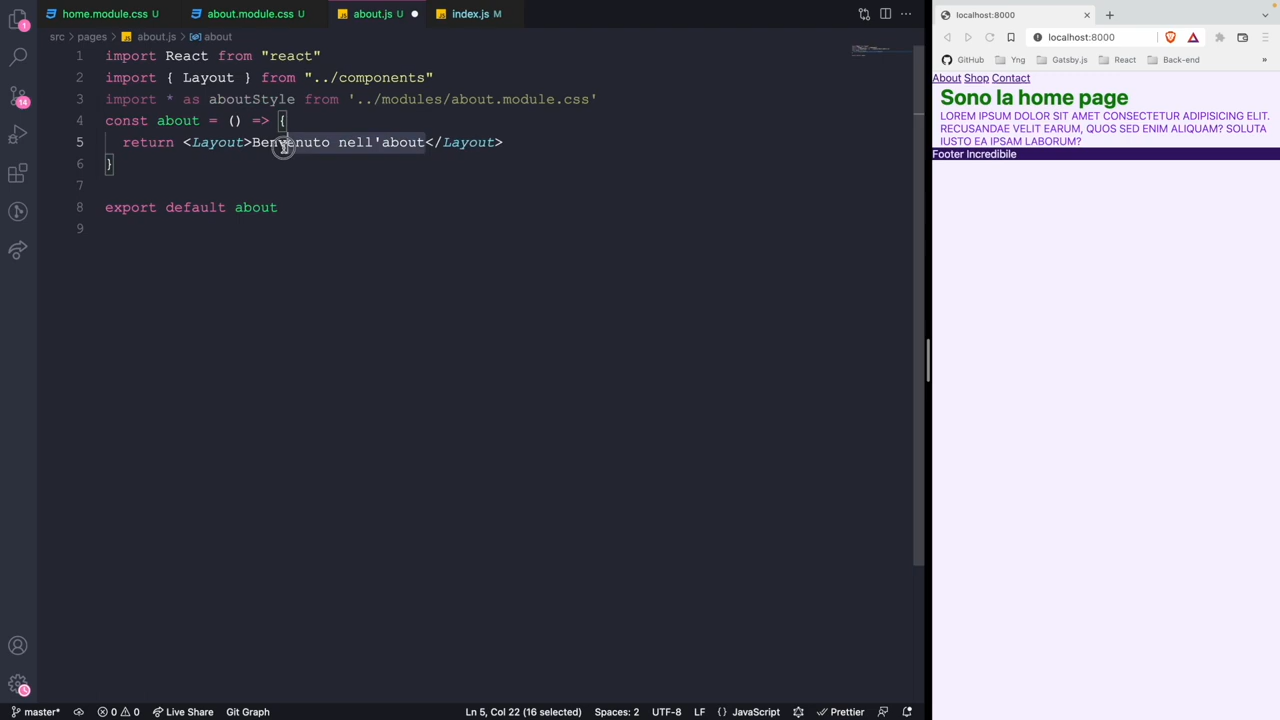 home.module.css U
about.module.css U
about.js U
index.js M
src › pages › about.js › about
1 import React from "react"
2 import { Layout } from "../components"
3 import * as aboutStyle from '../modules/about.module.css'
4 const about = () => {
5 return <Layout>Benvenuto nell'about</Layout>
6 }
7
8 export default about
9
1
14
master*
0 0
Live Share
Git Graph
Ln 5, Col 22 (16 selected)
Spaces: 2
UTF-8
LF
{} JavaScript
Prettier
localhost:8000
localhost:8000
GitHub
Yng
Gatsby.js
React
Back-end
»
About Shop Contact
Sono la home page
LOREM IPSUM DOLOR SIT AMET CONSECTETUR ADIPISICING ELIT.
RECUSANDAE VELIT EARUM, QUOS SED ENIM ALIQUAM? SOLUTA
IUSTO EA IPSAM LABORUM?
Footer Incredibile